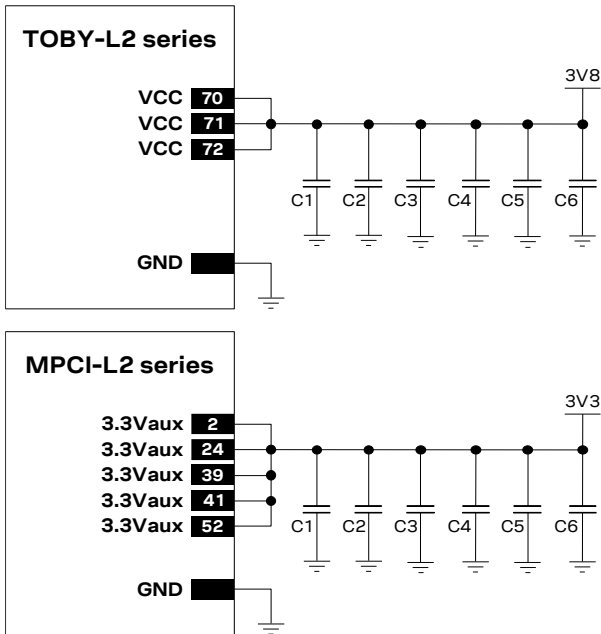 TOBY-L2 series
3V8
VCC 70
VCC 71
VCC 72
C1 C2 C3 C4 C5 C6
GND
MPCI-L2 series
3V3
3.3Vaux 2
3.3Vaux 24
3.3Vaux 39
3.3Vaux 41
3.3Vaux 52
C1 C2 C3 C4 C5 C6
GND